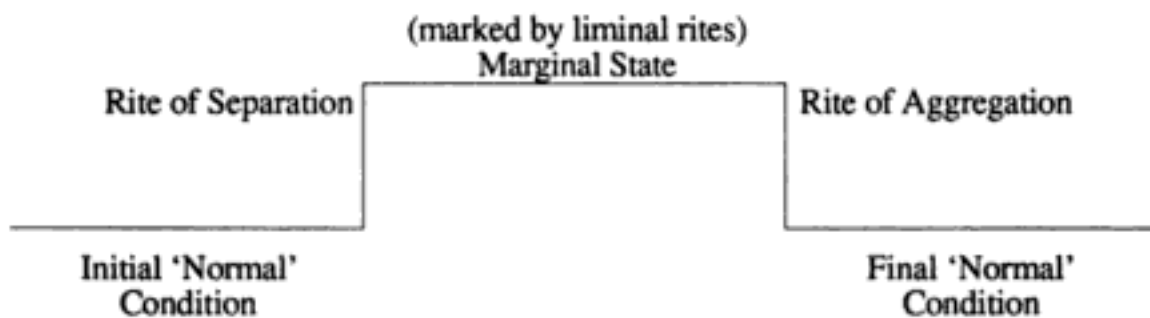 (marked by liminal rites)
Marginal State
Rite of Separation
Rite of Aggregation
Initial ‘Normal’
Condition
Final ‘Normal’
Condition